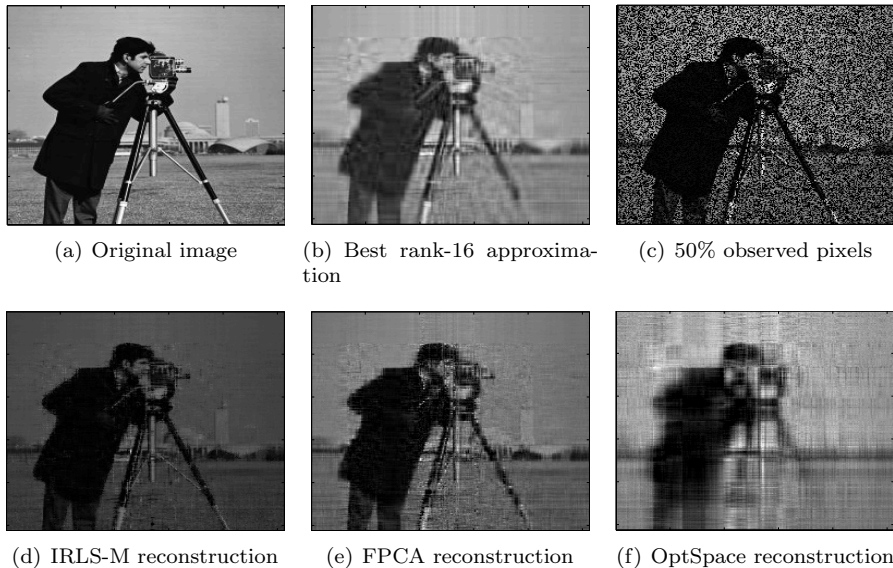 (a) Original image
(b) Best rank-16 approxima-
tion
(c) 50% observed pixels
(d) IRLS-M reconstruction
(e) FPCA reconstruction
(f) OptSpace reconstruction